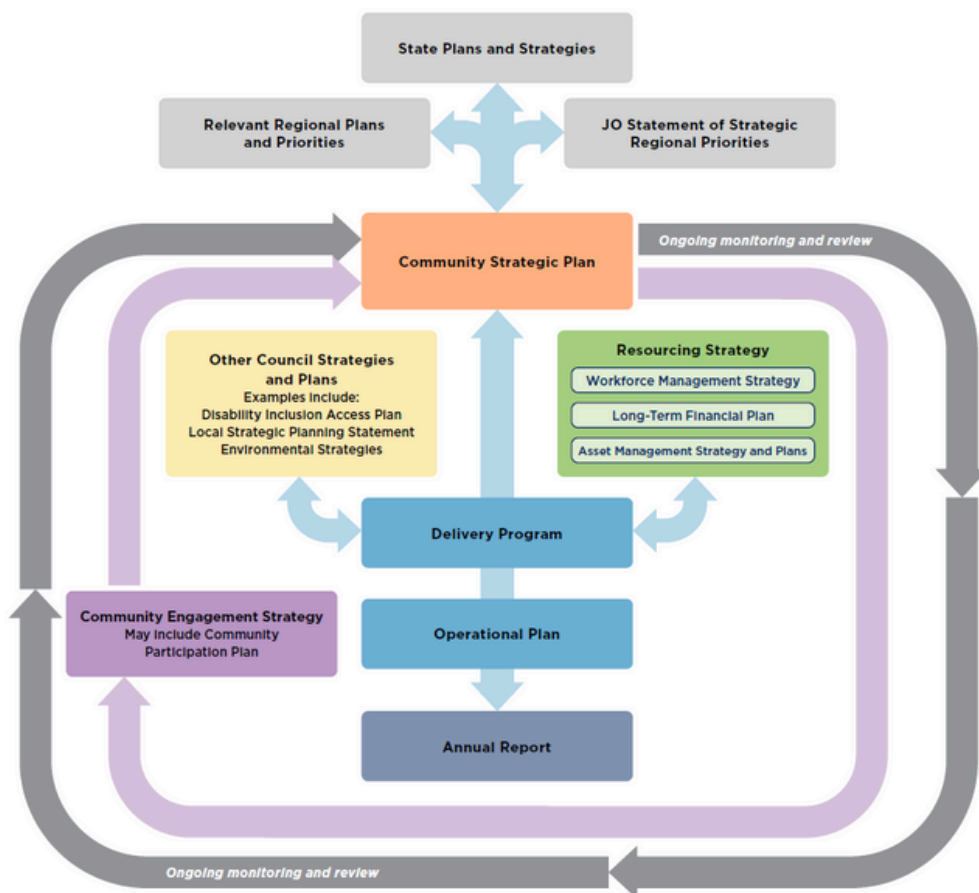 State Plans and Strategies
Relevant Regional Plans
and Priorities
JO Statement of Strategic
Regional Priorities
Community Strategic Plan
Ongoing monitoring and review
Other Council Strategies
and Plans
Examples include:
Disability Inclusion Access Plan
Local Strategic Planning Statement
Environmental Strategies
Resourcing Strategy
Workforce Management Strategy
Long-Term Financial Plan
Asset Management Strategy and Plans
Delivery Program
Community Engagement Strategy
May include Community
Participation Plan
Operational Plan
Annual Report
Ongoing monitoring and review